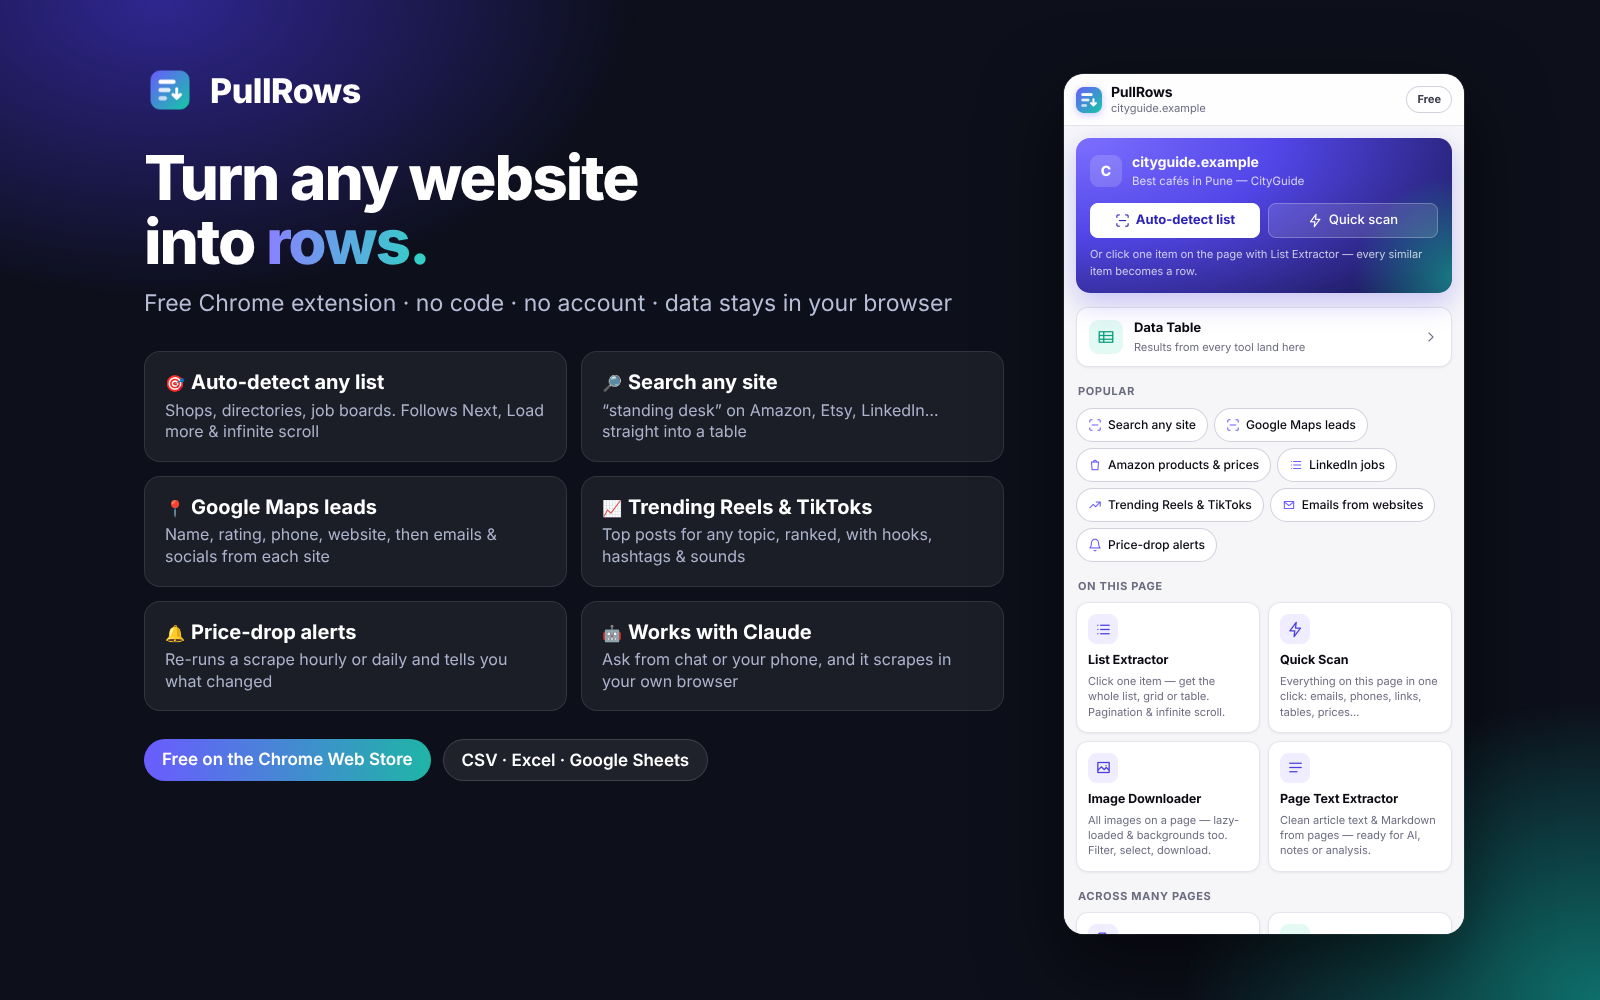 PullRows
Turn any website
into rows.
Free Chrome extension · no code · no account · data stays in your browser
🎯 Auto-detect any list
Shops, directories, job boards. Follows Next, Load
more & infinite scroll
🔎 Search any site
“standing desk” on Amazon, Etsy, LinkedIn…
straight into a table
📍 Google Maps leads
Name, rating, phone, website, then emails &
socials from each site
📈 Trending Reels & TikToks
Top posts for any topic, ranked, with hooks,
hashtags & sounds
🔔 Price-drop alerts
Re-runs a scrape hourly or daily and tells you
what changed
🤖 Works with Claude
Ask from chat or your phone, and it scrapes in
your own browser
Free on the Chrome Web Store
CSV · Excel · Google Sheets
PullRows
cityguide.example
Free
C
cityguide.example
Best cafés in Pune — CityGuide
Auto-detect list
Quick scan
Or click one item on the page with List Extractor — every similar
item becomes a row.
Data Table
Results from every tool land here
POPULAR
Search any site
Google Maps leads
Amazon products & prices
LinkedIn jobs
Trending Reels & TikToks
Emails from websites
Price-drop alerts
ON THIS PAGE
List Extractor
Click one item — get the
whole list, grid or table.
Pagination & infinite scroll.
Quick Scan
Everything on this page in one
click: emails, phones, links,
tables, prices…
Image Downloader
All images on a page — lazy-
loaded & backgrounds too.
Filter, select, download.
Page Text Extractor
Clean article text & Markdown
from pages — ready for AI,
notes or analysis.
ACROSS MANY PAGES